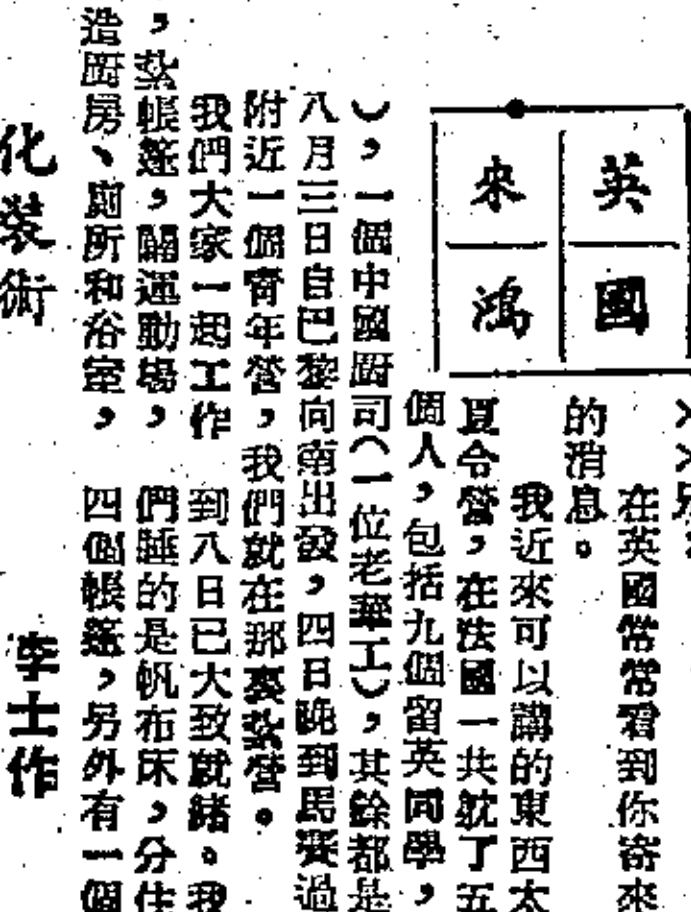 英國
來鴻
××兄：
在英國常常看到你寄來
的消息。
我近來可以講的東西太
夏令營，在法國一共躭了五
個人，包括九個留英同學，
），一個中國廚司（一位老華工），其餘都是
八月三日自巴黎向南出發，四日晚到馬賽過
附近一個青年營，我們就在那裏紮營。
我們大家一起工作，到八日已大致就緒。我
，紮帳篷，闢運動場，們睡的是帆布床，分住
造廚房、廁所和浴室，四個帳篷，另外有一個
化裝術　李士作